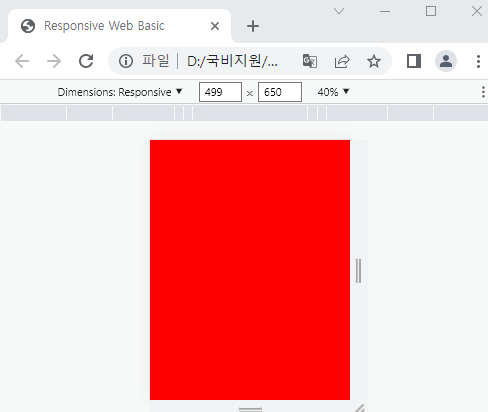 Responsive Web Basic
파일 D:/국비지원/...
Dimensions: Responsive 499 x 650 40%